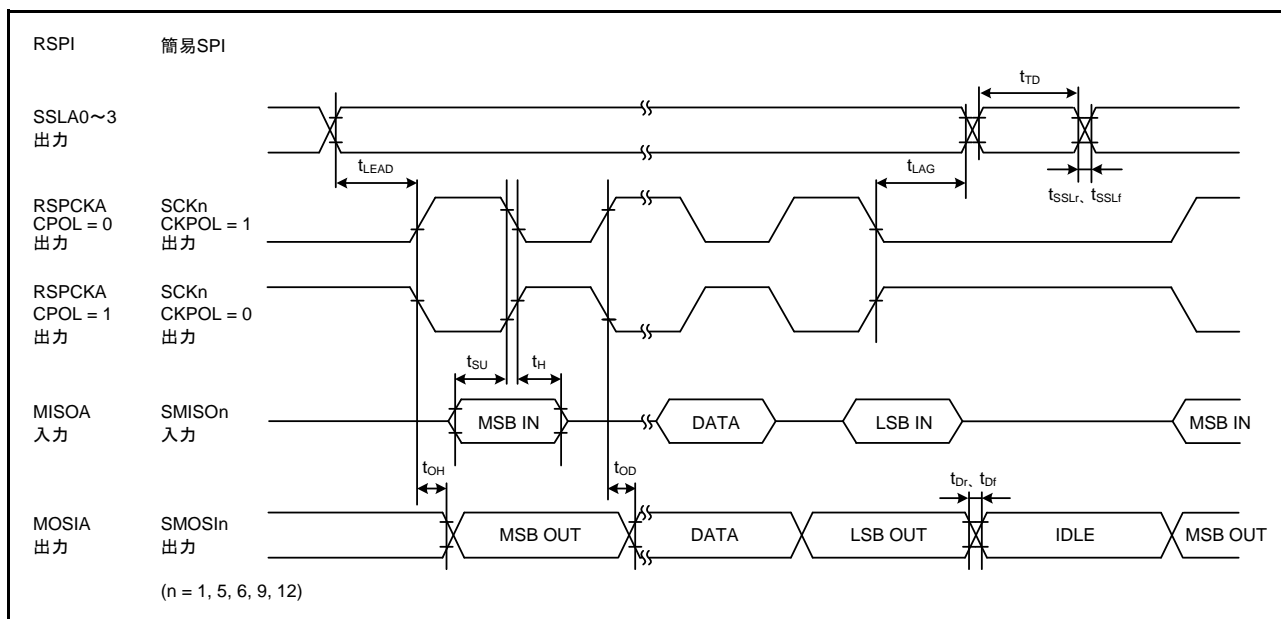 RSPI 簡易SPI
tTD
SSLA0～3
出力
tLEAD
tLAG
tSSLr、tSSLf
RSPCKA SCKn
CPOL = 0 CKPOL = 1
出力 出力
RSPCKA SCKn
CPOL = 1 CKPOL = 0
出力 出力
tSU tH
MISOA SMISOn
入力 入力
MSB IN DATA LSB IN MSB IN
tOH tOD tDr、tDf
MOSIA SMOSIn
出力 出力
MSB OUT DATA LSB OUT IDLE MSB OUT
(n = 1, 5, 6, 9, 12)